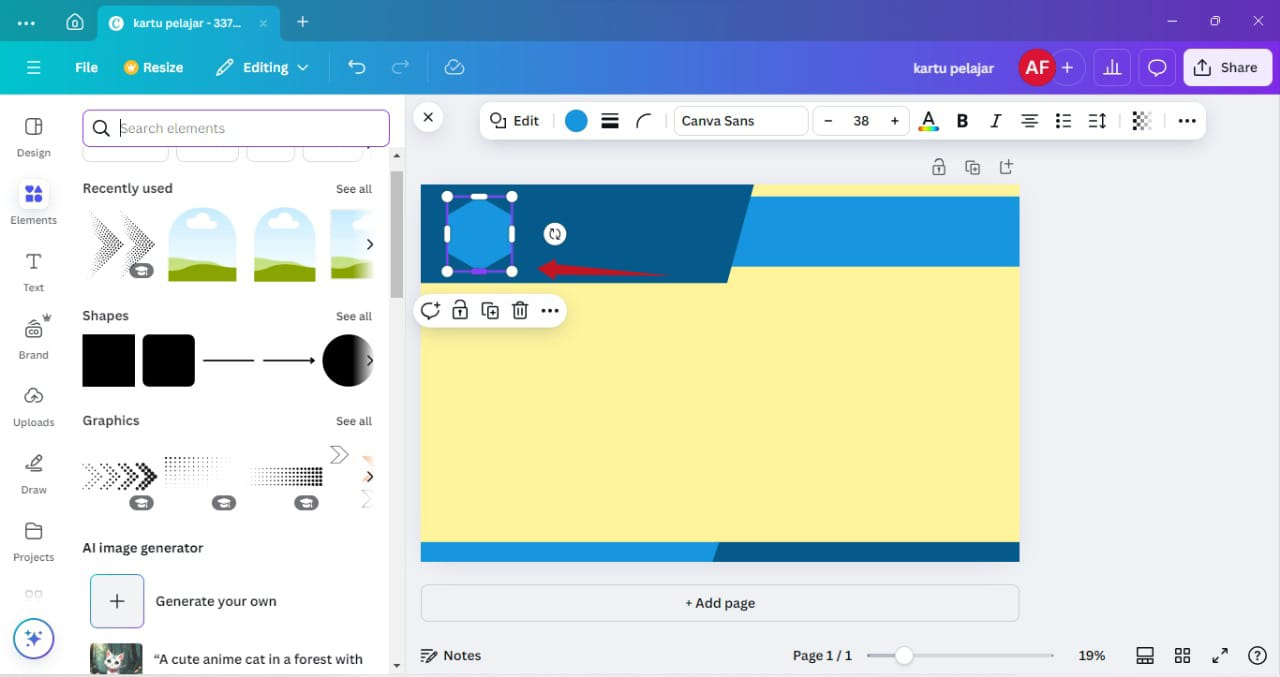 kartu pelajar - 337...
File
Resize
Editing
kartu pelajar
AF
Share
Design
Elements
Text
Brand
CO
Uploads
Draw
Projects
Search elements
Recently used
See all
Shapes
See all
Graphics
See all
AI image generator
Generate your own
"A cute anime cat in a forest with
Edit
Canva Sans
38
A
B
I
+ Add page
Notes
Page 1 / 1
19%